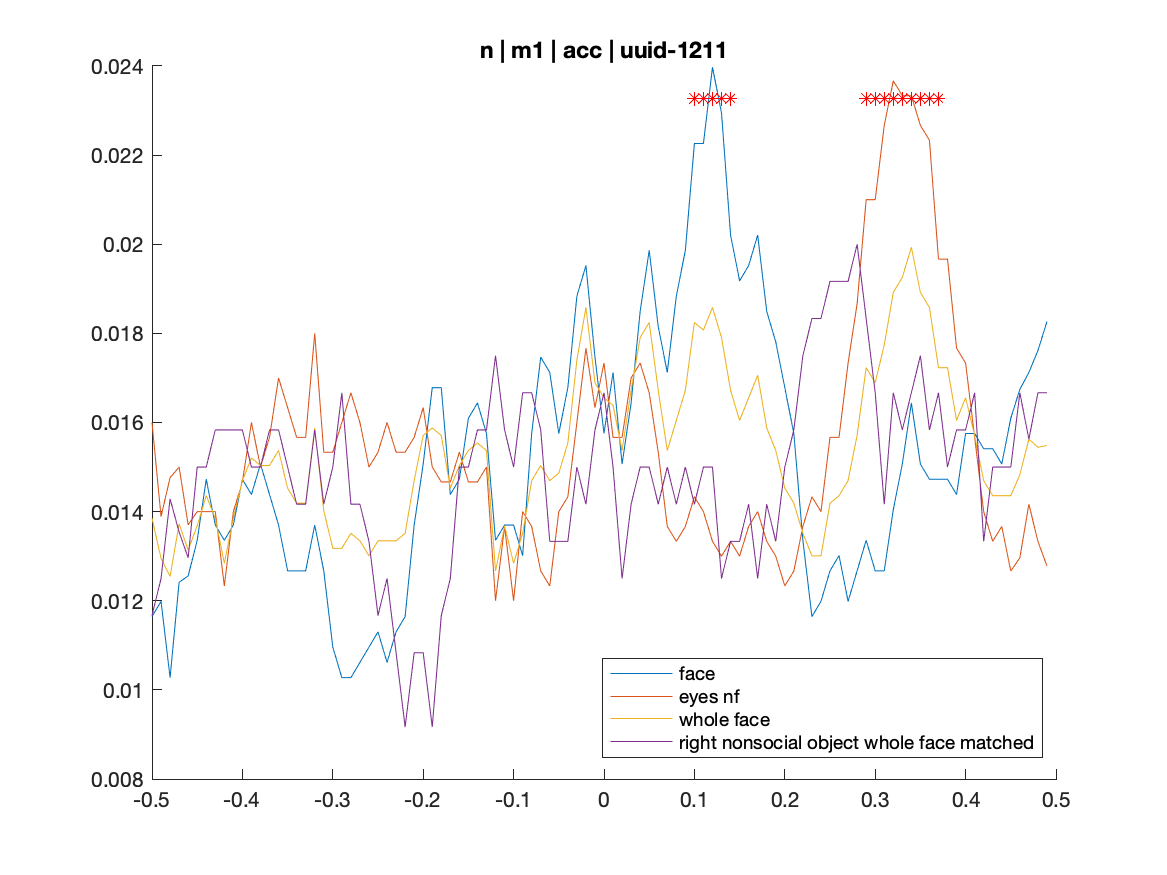 n | m1 | acc | uuid-1211
0.024
0.022
0.02
0.018
0.016
0.014
0.012
0.01
0.008
face
eyes nf
whole face
right nonsocial object whole face matched
-0.5 -0.4 -0.3 -0.2 -0.1 0 0.1 0.2 0.3 0.4 0.5